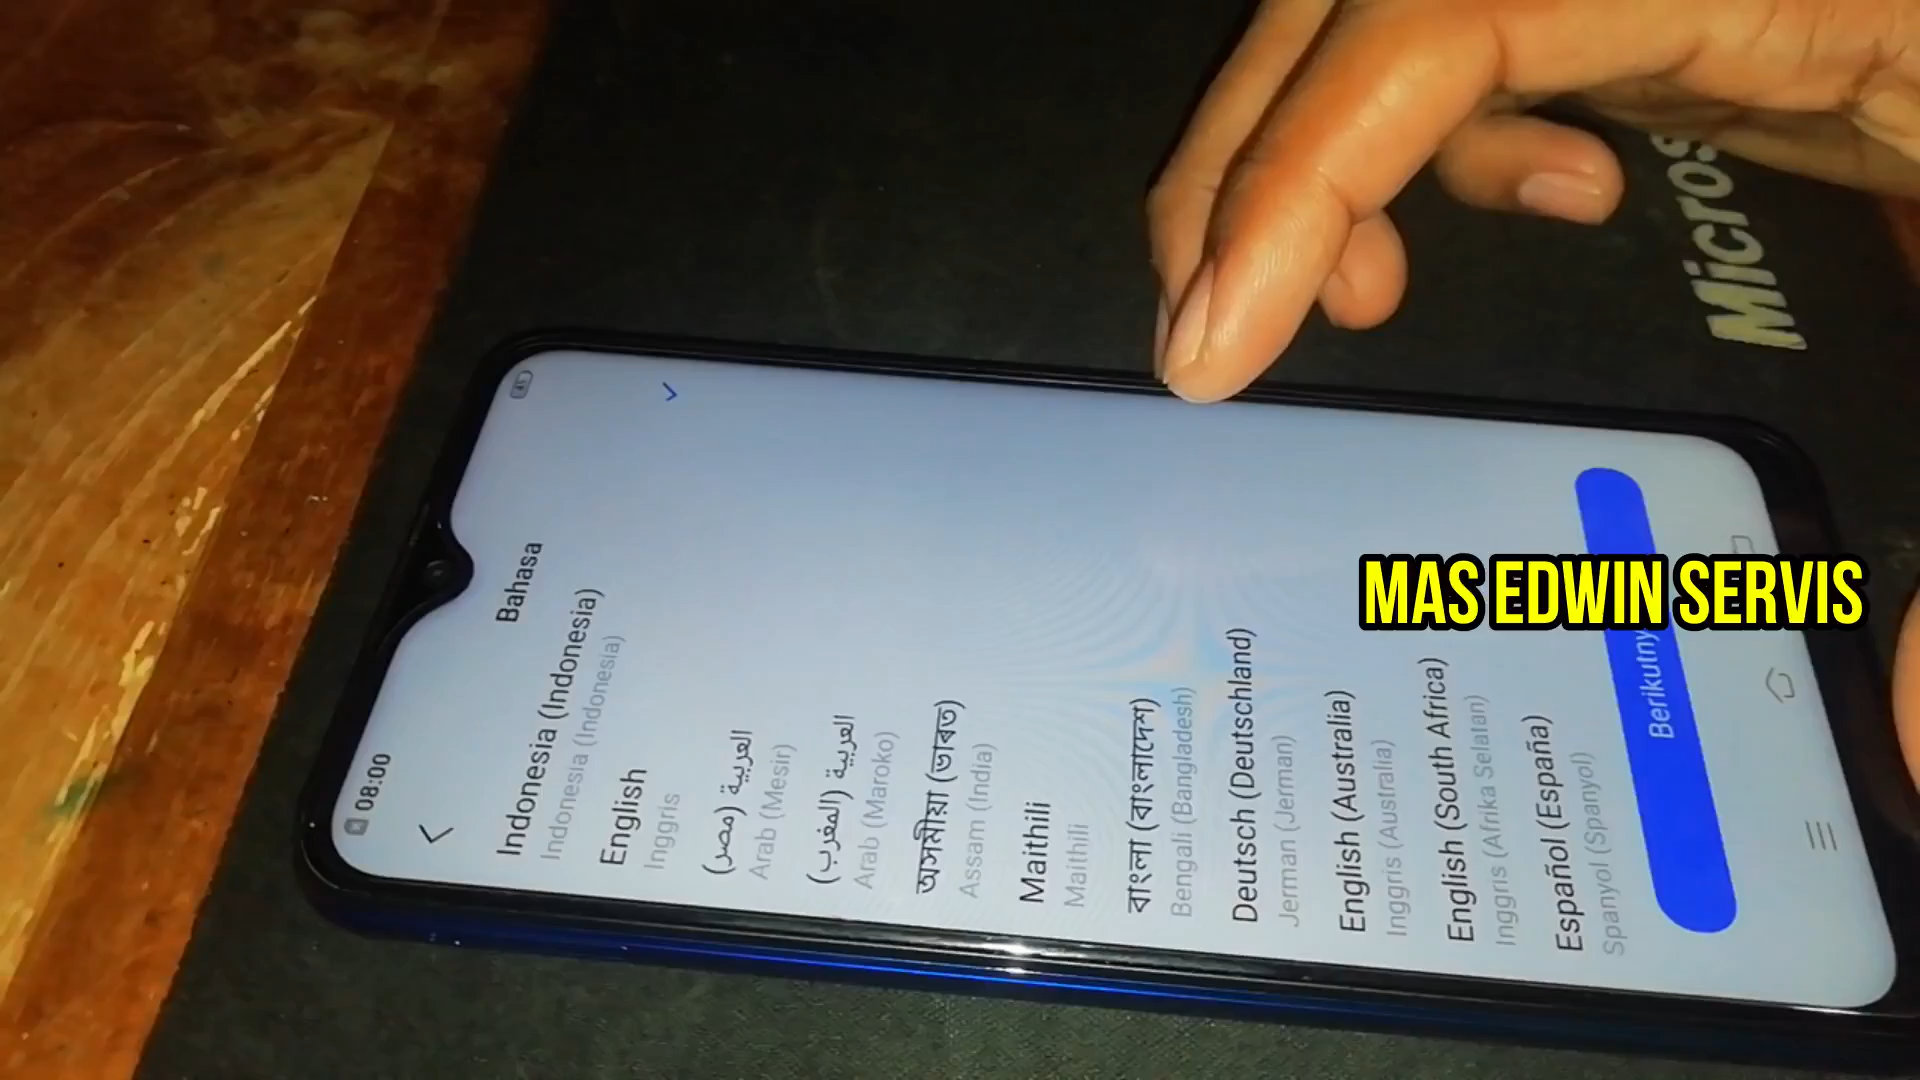 08:00
Bahasa
Indonesia (Indonesia)
Indonesia (Indonesia)
English
Inggris
العربية (مصر)
Arab (Mesir)
العربية (المغرب)
Arab (Maroko)
অসমীয়া (ভাৰত)
Assam (India)
Maithili
Maithili
বাংলা (বাংলাদেশ)
Bengali (Bangladesh)
Deutsch (Deutschland)
Jerman (Jerman)
English (Australia)
Inggris (Australia)
English (South Africa)
Inggris (Afrika Selatan)
Español (España)
Spanyol (Spanyol)
Berikutny
MAS EDWIN SERVIS
Micros